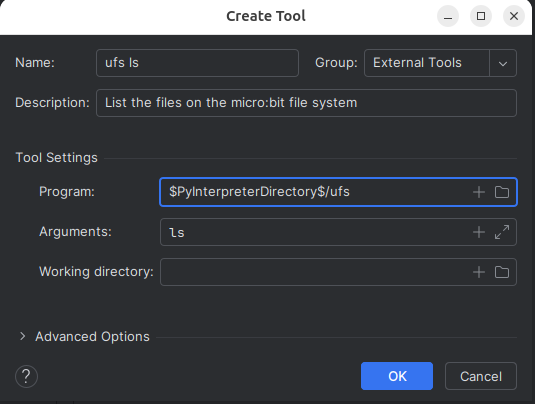 Create Tool
Name: ufs ls Group: External Tools
Description: List the files on the micro:bit file system
Tool Settings
Program: $PyInterpreterDirectory$/ufs
Arguments: ls
Working directory:
Advanced Options
? OK Cancel